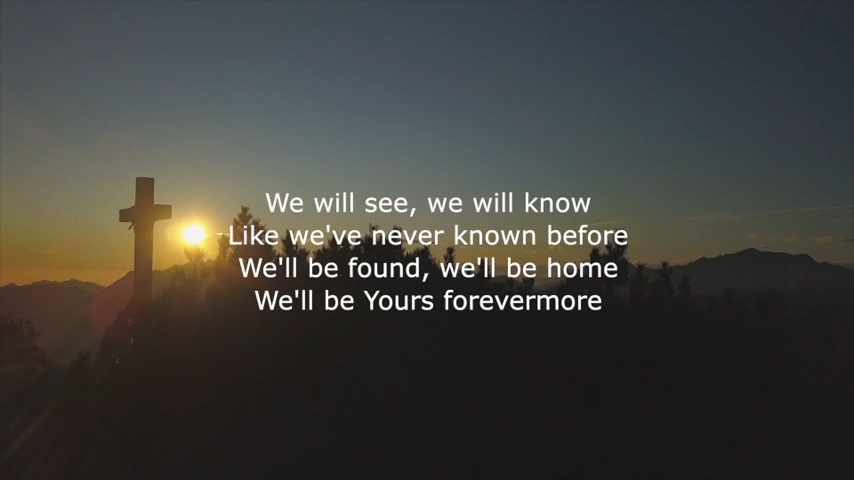 We will see, we will know
Like we've never known before
We'll be found, we'll be home
We'll be Yours forevermore